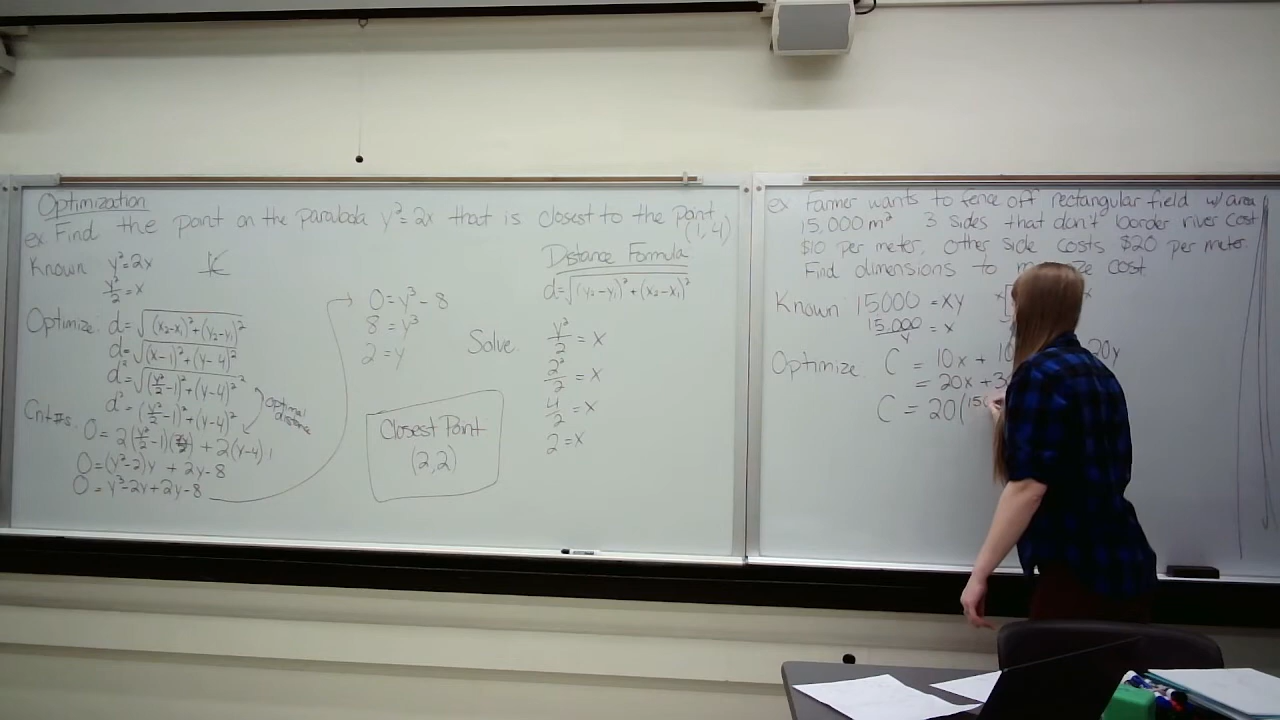 Optimization
ex Find the point on the parabola y² = 2x that is closest to the point (1,4)
Known y² = 2x
y²/2 = x
Optimize: d = √(x₂-x₁)² + (y₂-y₁)²
d = √(x-1)² + (y-4)²
d² = √(y²/2 -1)² + (y-4)² ²
d² = (y²/2 -1)² + (y-4)²
optimal distance
Crit #s.
0 = 2(y²/2 -1)(2y/2) + 2(y-4)·1
0 = (y²-2)y + 2y-8
0 = y³-2y+2y-8
0 = y³-8
8 = y³
2 = y
Closest Point
(2,2)
Distance Formula
d = √(y₂-y₁)² + (x₂-x₁)²
Solve.
y²/2 = x
2²/2 = x
4/2 = x
2 = x
ex Farmer wants to fence off rectangular field w/ area
15,000 m² 3 sides that don't border river cost
$10 per meter. Other side costs $20 per meter.
Find dimensions to cost
Known 15000 = xy
x
x
15,000/y = x
Optimize C = 10x + 20y
= 20x + 3
C = 20(